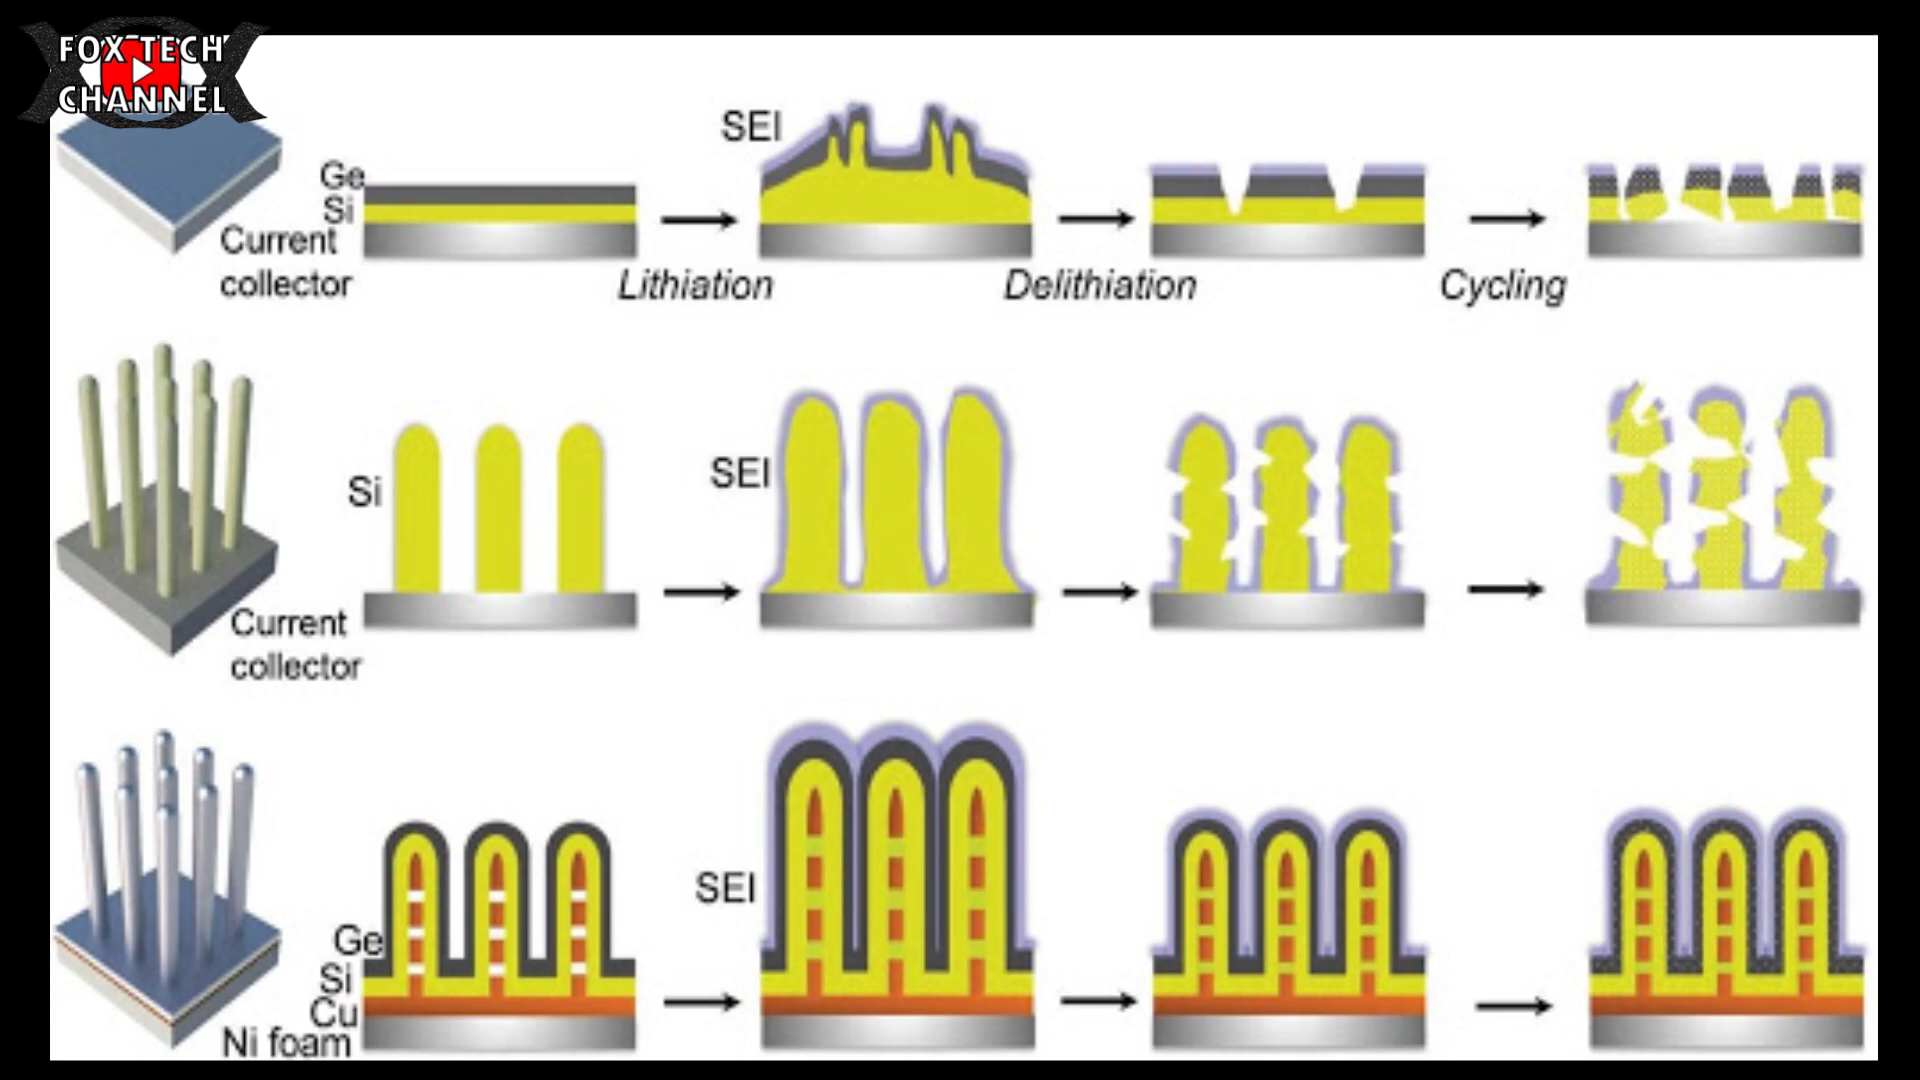 FOX TECH
CHANNEL
SEI
Ge
Si
Current
collector
Lithiation
Delithiation
Cycling
Si
SEI
Current
collector
SEI
Ge
Si
Cu
Ni foam